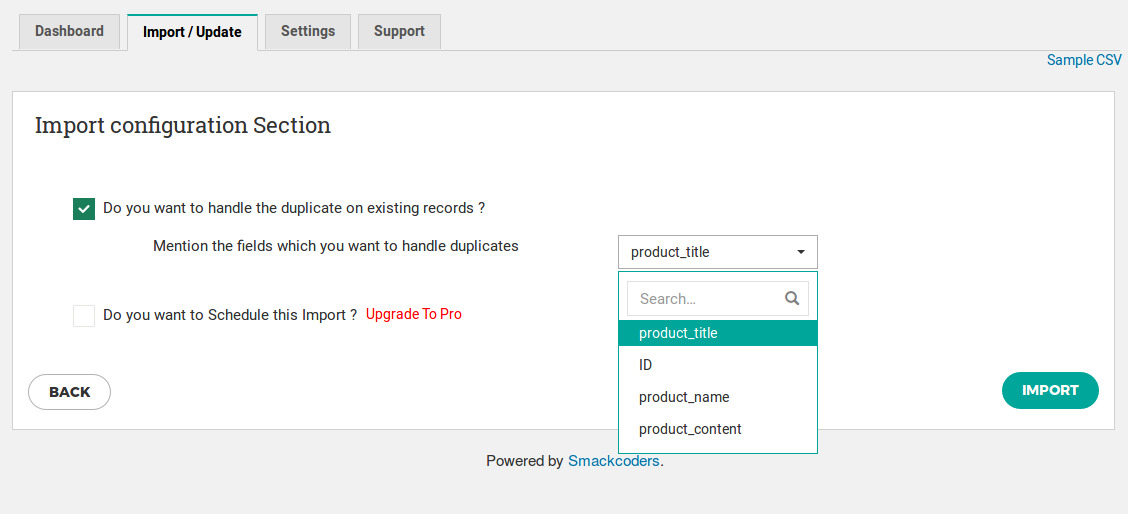 Dashboard
Import / Update
Settings
Support
Sample CSV
Import configuration Section
Do you want to handle the duplicate on existing records ?
Mention the fields which you want to handle duplicates
product_title
Search...
product_title
ID
product_name
product_content
Do you want to Schedule this Import ? Upgrade To Pro
BACK
IMPORT
Powered by Smackcoders.